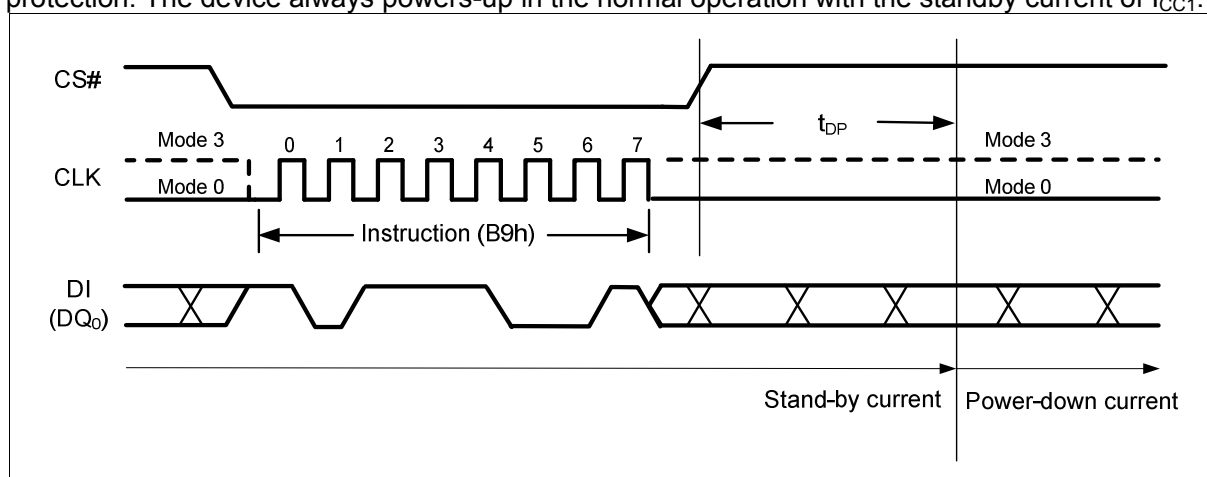 protection. The device always powers-up in the normal operation with the standby current of ICC1.
CS#
tDP
Mode 3
Mode 3
0 1 2 3 4 5 6 7
CLK
Mode 0
Mode 0
Instruction (B9h)
DI
(DQ0)
Stand-by current
Power-down current